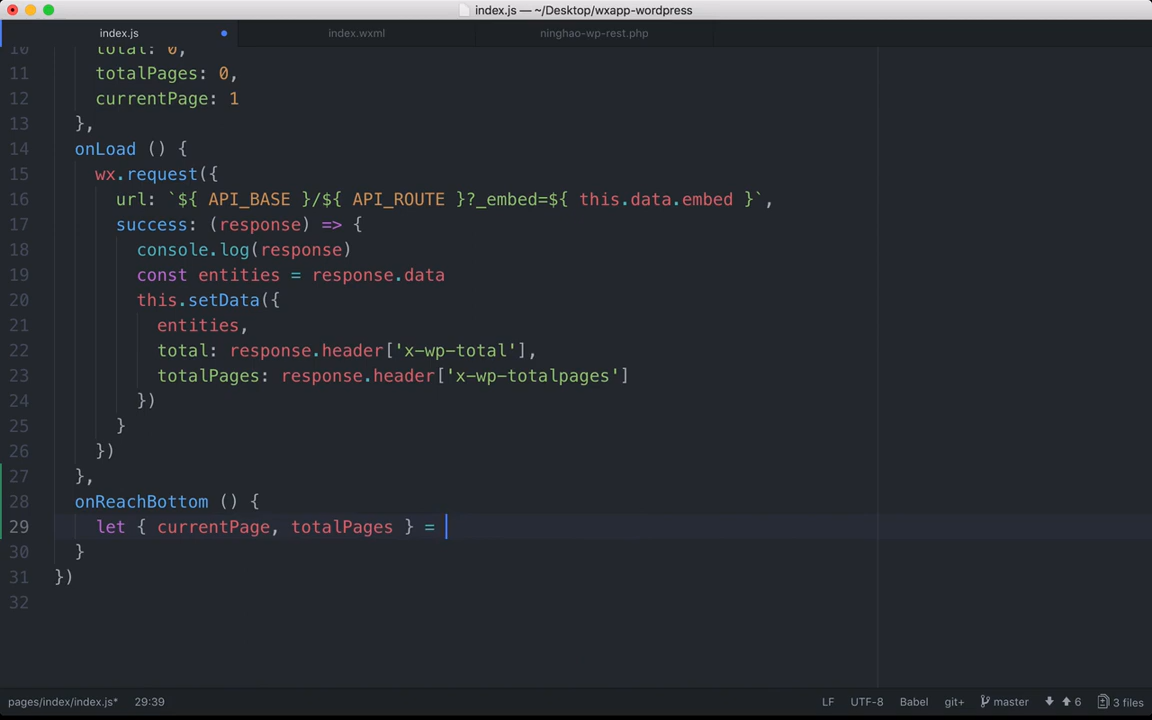 index.js — ~/Desktop/wxapp-wordpress
index.js index.wxml ninghao-wp-rest.php
10 total: 0,
11 totalPages: 0,
12 currentPage: 1
13 },
14 onLoad () {
15 wx.request({
16 url: `${ API_BASE }/${ API_ROUTE }?_embed=${ this.data.embed }`,
17 success: (response) => {
18 console.log(response)
19 const entities = response.data
20 this.setData({
21 entities,
22 total: response.header['x-wp-total'],
23 totalPages: response.header['x-wp-totalpages']
24 })
25 }
26 })
27 },
28 onReachBottom () {
29 let { currentPage, totalPages } =
30 }
31 })
32
pages/index/index.js* 29:39 LF UTF-8 Babel git+ master 6 3 files